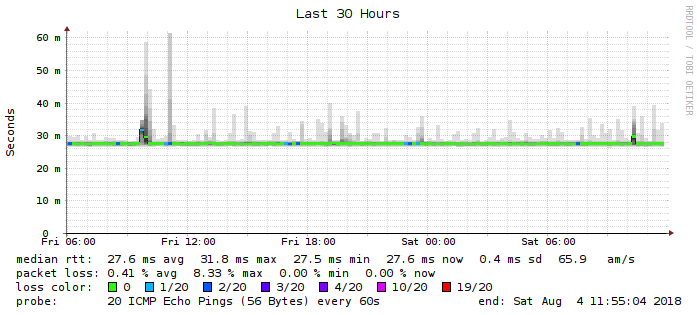 Last 30 Hours
RRDTOOL / TOBI OETIKER
Seconds
60 m
50 m
40 m
30 m
20 m
10 m
0
Fri 06:00 Fri 12:00 Fri 18:00 Sat 00:00 Sat 06:00
median rtt: 27.6 ms avg 31.8 ms max 27.5 ms min 27.6 ms now 0.4 ms sd 65.9 am/s
packet loss: 0.41 % avg 8.33 % max 0.00 % min 0.00 % now
loss color: 0 1/20 2/20 3/20 4/20 10/20 19/20
probe: 20 ICMP Echo Pings (56 Bytes) every 60s end: Sat Aug 4 11:55:04 2018